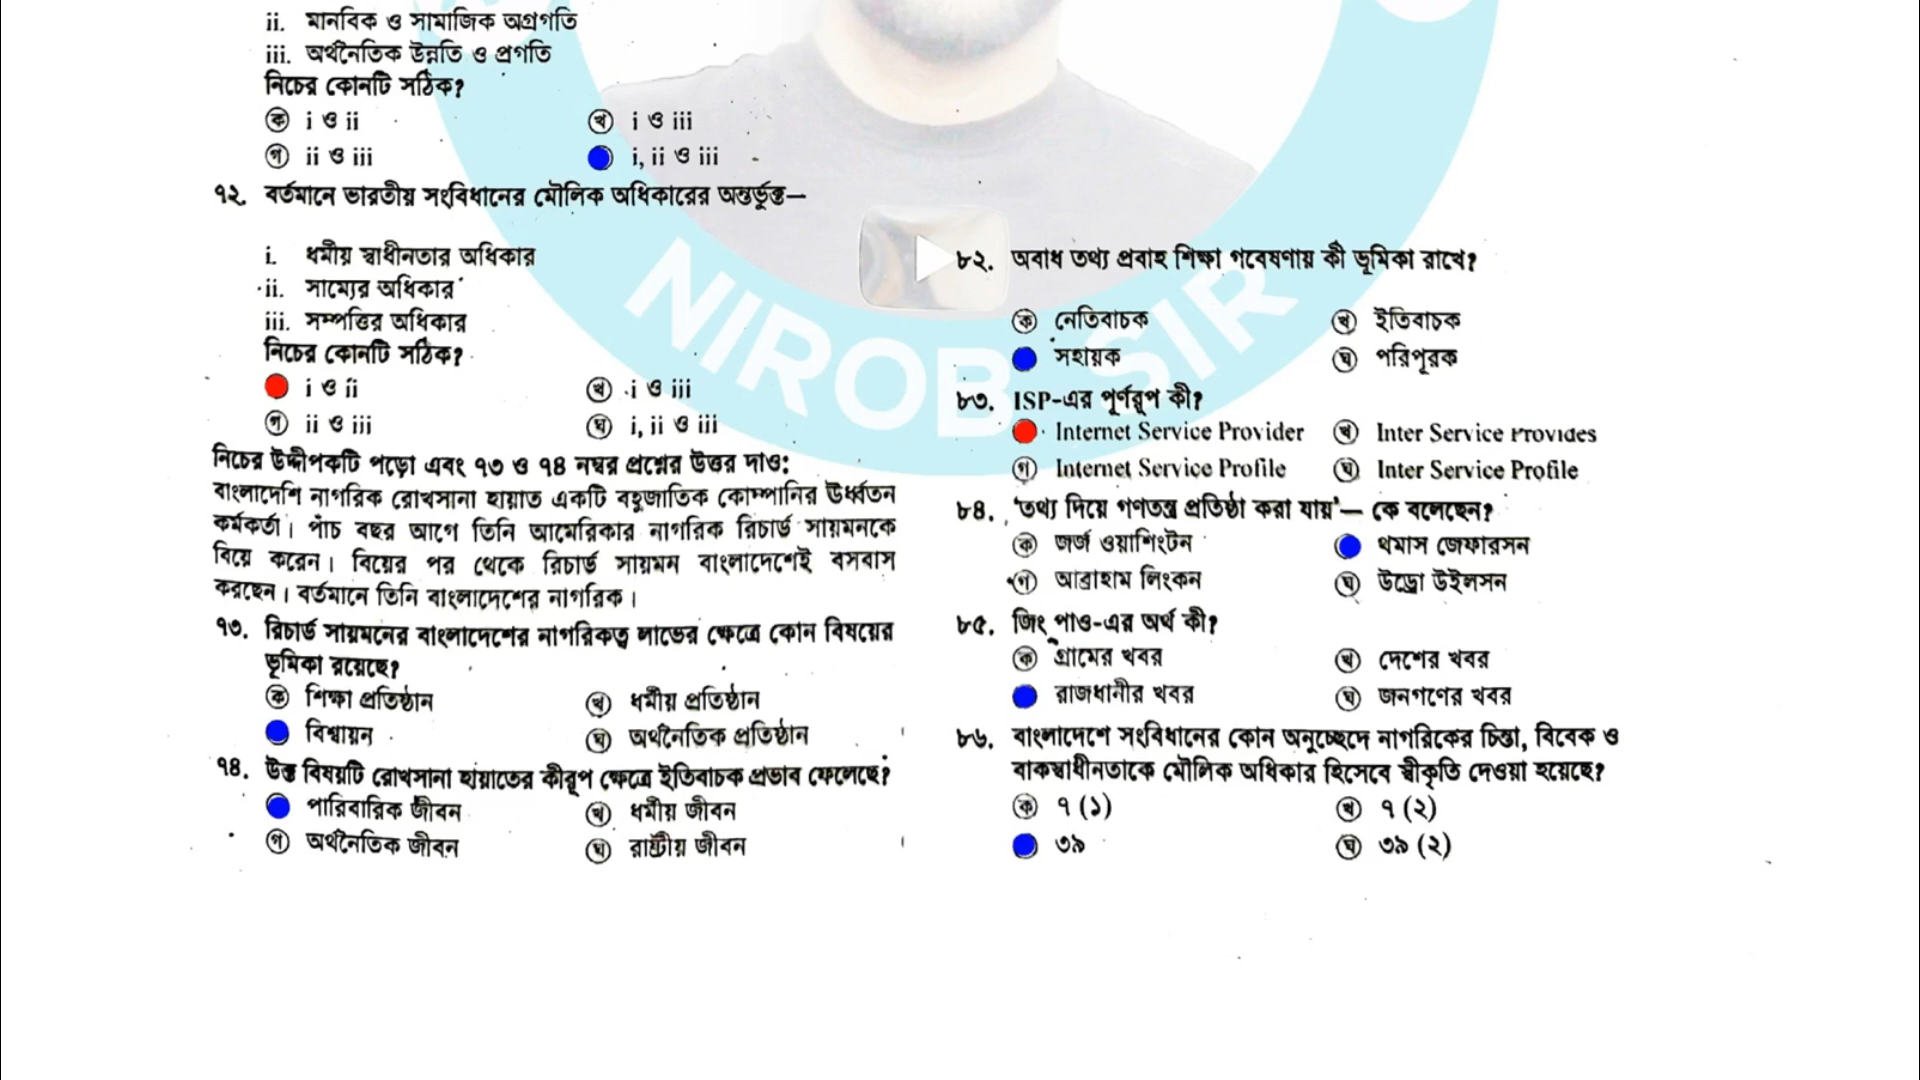 ii. মানবিক ও সামাজিক অগ্রগতি
iii. অর্থনৈতিক উন্নতি ও প্রগতি
নিচের কোনটি সঠিক?
ক i ও ii
খ i ও iii
গ ii ও iii
i, ii ও iii
৭২. বর্তমানে ভারতীয় সংবিধানের মৌলিক অধিকারের অন্তর্ভুক্ত—
i. ধর্মীয় স্বাধীনতার অধিকার
ii. সাম্যের অধিকার
iii. সম্পত্তির অধিকার
নিচের কোনটি সঠিক?
i ও ii
খ i ও iii
গ ii ও iii
ঘ i, ii ও iii
নিচের উদ্দীপকটি পড়ো এবং ৭৩ ও ৭৪ নম্বর প্রশ্নের উত্তর দাও:
বাংলাদেশি নাগরিক রোখসানা হায়াত একটি বহুজাতিক কোম্পানির ঊর্ধ্বতন
কর্মকর্তা। পাঁচ বছর আগে তিনি আমেরিকার নাগরিক রিচার্ড সায়মনকে
বিয়ে করেন। বিয়ের পর থেকে রিচার্ড সায়মন বাংলাদেশেই বসবাস
করছেন। বর্তমানে তিনি বাংলাদেশের নাগরিক।
৭৩. রিচার্ড সায়মনের বাংলাদেশের নাগরিকত্ব লাভের ক্ষেত্রে কোন বিষয়ের
ভূমিকা রয়েছে?
ক শিক্ষা প্রতিষ্ঠান
খ ধর্মীয় প্রতিষ্ঠান
বিশ্বায়ন
ঘ অর্থনৈতিক প্রতিষ্ঠান
৭৪. উক্ত বিষয়টি রোখসানা হায়াতের কীরূপ ক্ষেত্রে ইতিবাচক প্রভাব ফেলেছে?
পারিবারিক জীবন
খ ধর্মীয় জীবন
গ অর্থনৈতিক জীবন
ঘ রাষ্ট্রীয় জীবন
৮২. অবাধ তথ্য প্রবাহ শিক্ষা গবেষণায় কী ভূমিকা রাখে?
ক নেতিবাচক
খ ইতিবাচক
সহায়ক
ঘ পরিপূরক
৮৩. ISP-এর পূর্ণরূপ কী?
Internet Service Provider
খ Inter Service Provides
গ Internet Service Profile
ঘ Inter Service Profile
৮৪. 'তথ্য দিয়ে গণতন্ত্র প্রতিষ্ঠা করা যায়'— কে বলেছেন?
ক জর্জ ওয়াশিংটন
থমাস জেফারসন
গ আব্রাহাম লিংকন
ঘ উড্রো উইলসন
৮৫. জিং পাও-এর অর্থ কী?
ক গ্রামের খবর
খ দেশের খবর
রাজধানীর খবর
ঘ জনগণের খবর
৮৬. বাংলাদেশে সংবিধানের কোন অনুচ্ছেদে নাগরিকের চিন্তা, বিবেক ও
বাকস্বাধীনতাকে মৌলিক অধিকার হিসেবে স্বীকৃতি দেওয়া হয়েছে?
ক ৭ (১)
খ ৭ (২)
৩৯
ঘ ৩৯ (২)
NIROB SIR